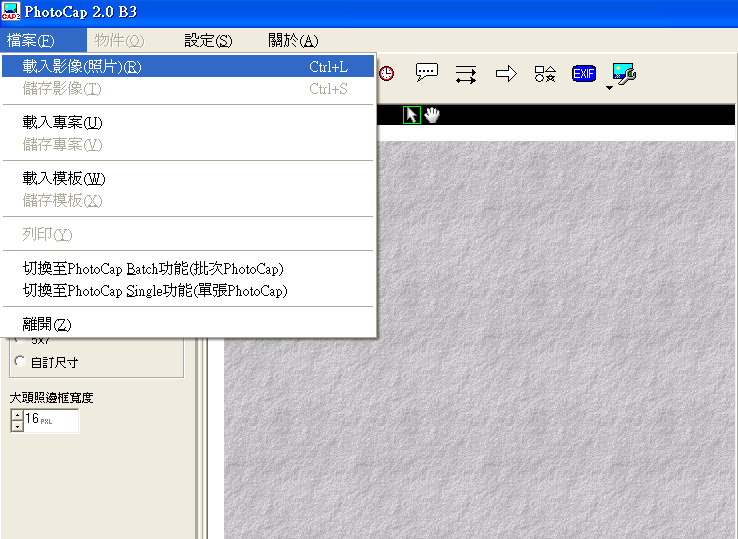 PhotoCap 2.0 B3
檔案(F) 物件(O) 設定(S) 關於(A)
載入影像(照片)(R) Ctrl+L
儲存影像(T) Ctrl+S
載入專案(U)
儲存專案(V)
載入模板(W)
儲存模板(X)
列印(Y)
切換至PhotoCap Batch功能(批次PhotoCap)
切換至PhotoCap Single功能(單張PhotoCap)
離開(Z)
EXIF
5x7
自訂尺寸
大頭照邊框寬度
16 PXL